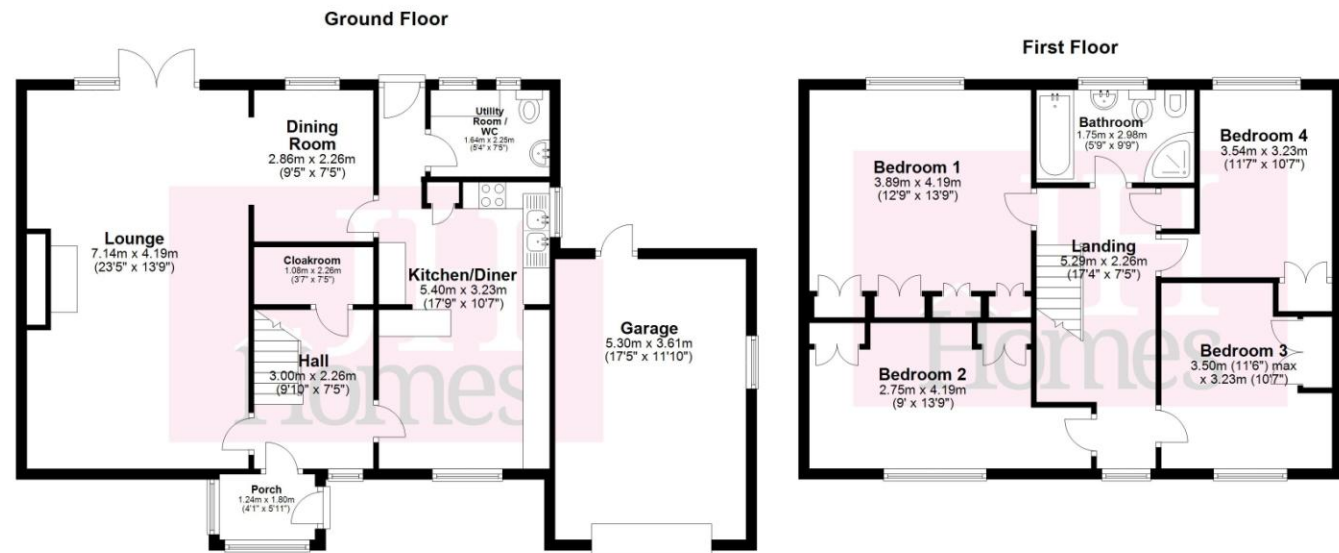 Ground Floor
Dining
Room
2.86m x 2.26m
(9'5" x 7'5")
Utility
Room /
WC
1.64m x 2.25m
(5'4" x 7'5")
Lounge
7.14m x 4.19m
(23'5" x 13'9")
Cloakroom
1.08m x 2.26m
(3'7" x 7'5")
Kitchen/Diner
5.40m x 3.23m
(17'9" x 10'7")
Hall
3.00m x 2.26m
(9'10" x 7'5")
Garage
5.30m x 3.61m
(17'5" x 11'10")
Porch
1.24m x 1.80m
(4'1" x 5'11")
JH
Homes
First Floor
Bedroom 1
3.89m x 4.19m
(12'9" x 13'9")
Bathroom
1.75m x 2.98m
(5'9" x 9'9")
Bedroom 4
3.54m x 3.23m
(11'7" x 10'7")
Landing
5.29m x 2.26m
(17'4" x 7'5")
Bedroom 2
2.75m x 4.19m
(9' x 13'9")
Bedroom 3
3.50m (11'6") max
x 3.23m (10'7")
JH
Homes